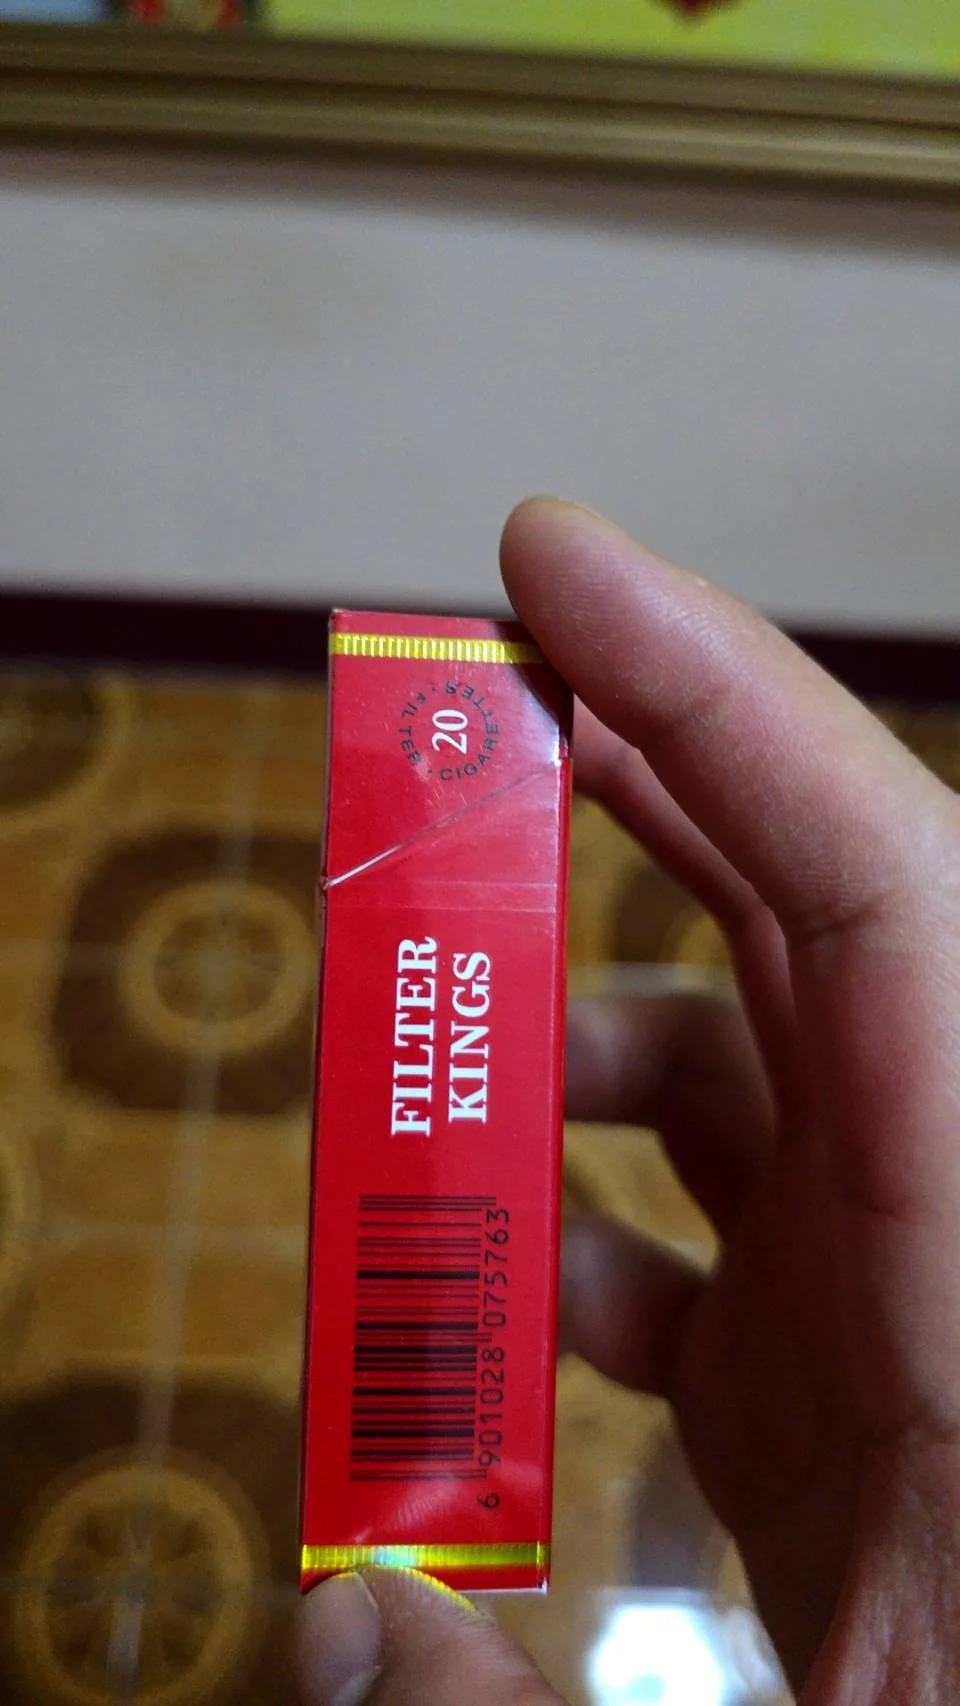 FILTER · CIGARETTES ·
20
FILTER
KINGS
6 901028 075763